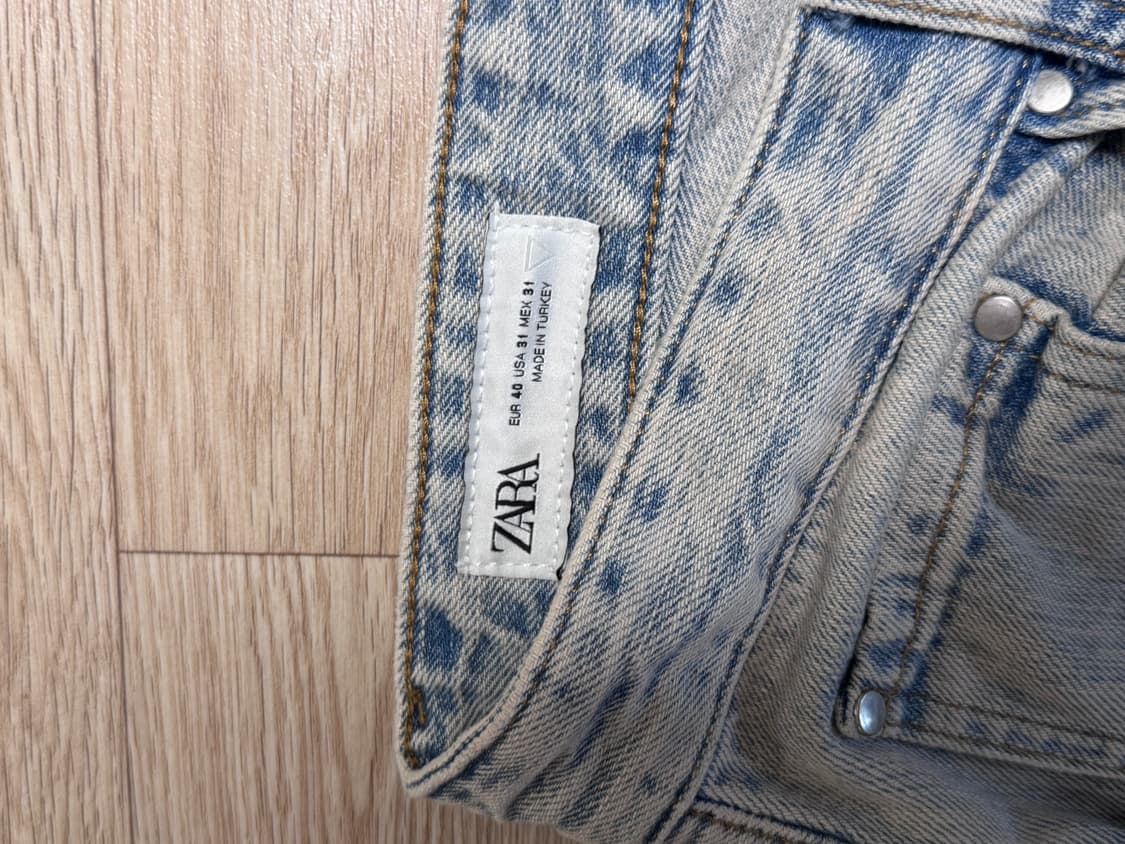 ZARA
EUR 40 USA 31 MEX 31
MADE IN TURKEY